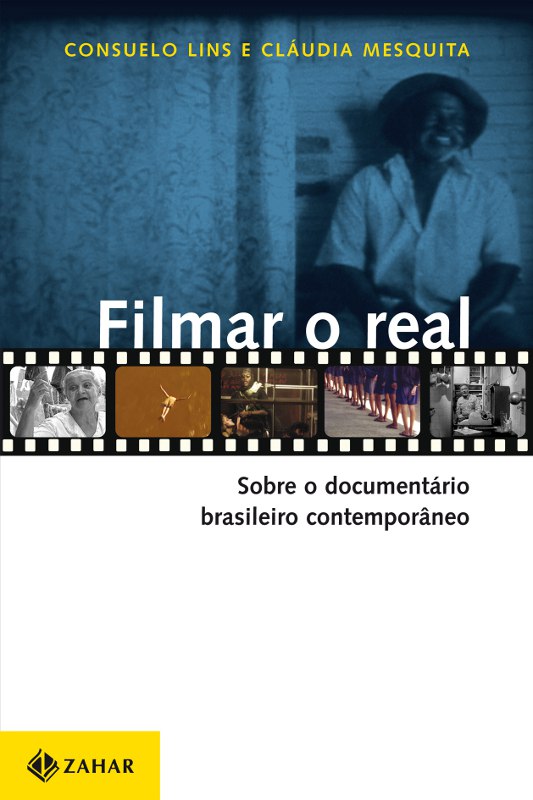 CONSUELO LINS E CLÁUDIA MESQUITA
Filmar o real
Sobre o documentário
brasileiro contemporâneo
ZAHAR